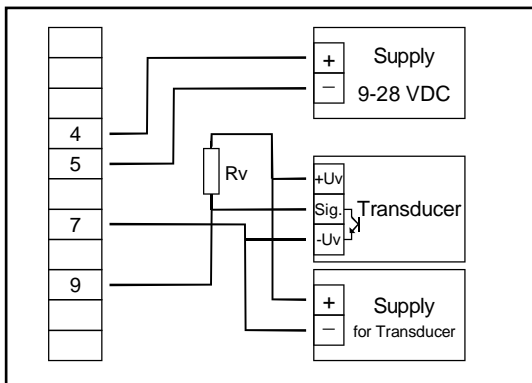 4
5
7
9
Rv
+
−
Supply
9-28 VDC
+Uv
Sig.
-Uv
Transducer
+
−
Supply
for Transducer